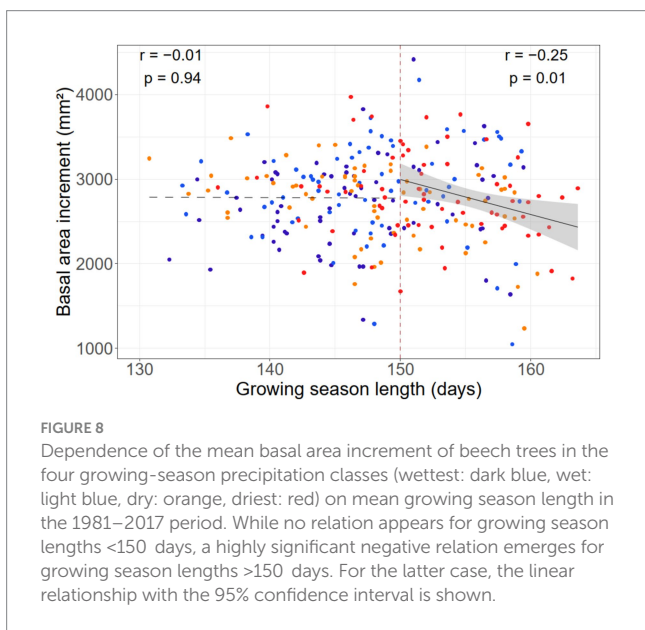 r = −0.01
p = 0.94
r = −0.25
p = 0.01
Basal area increment (mm²)
4000
3000
2000
1000
130
140
150
160
Growing season length (days)
FIGURE 8
Dependence of the mean basal area increment of beech trees in the
four growing-season precipitation classes (wettest: dark blue, wet:
light blue, dry: orange, driest: red) on mean growing season length in
the 1981–2017 period. While no relation appears for growing season
lengths <150 days, a highly significant negative relation emerges for
growing season lengths >150 days. For the latter case, the linear
relationship with the 95% confidence interval is shown.